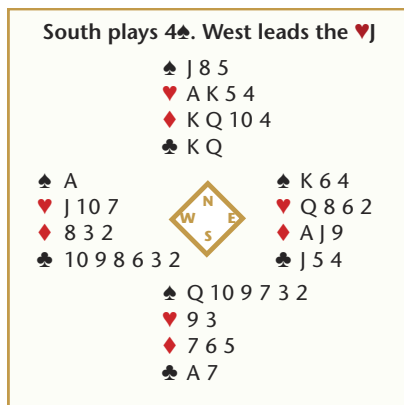 South plays 4♠. West leads the ♥J
♠ J 8 5
♥ A K 5 4
♦ K Q 10 4
♣ K Q
♠ A
♥ J 10 7
♦ 8 3 2
♣ 10 9 8 6 3 2
N
W E
S
♠ K 6 4
♥ Q 8 6 2
♦ A J 9
♣ J 5 4
♠ Q 10 9 7 3 2
♥ 9 3
♦ 7 6 5
♣ A 7